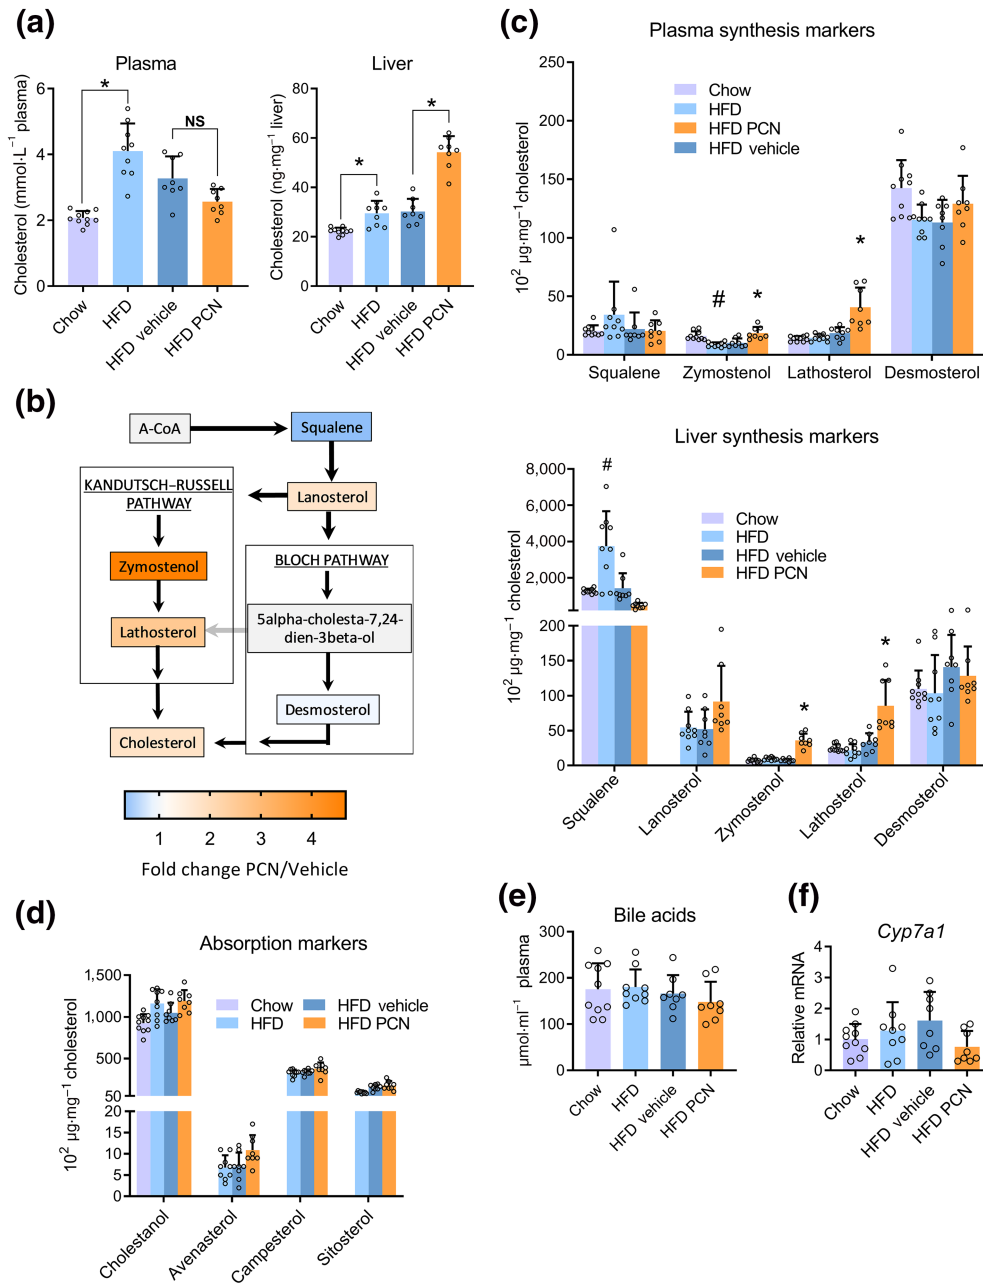 (a)
Plasma
Cholesterol (mmol·L⁻¹ plasma)
6
4
2
0
*
NS
Chow
HFD
HFD vehicle
HFD PCN
Liver
Cholesterol (ng·mg⁻¹ liver)
80
60
40
20
0
*
*
Chow
HFD
HFD vehicle
HFD PCN
(b)
A-CoA
Squalene
Lanosterol
KANDUTSCH–RUSSELL
PATHWAY
Zymostenol
Lathosterol
Cholesterol
BLOCH PATHWAY
5alpha-cholesta-7,24-
dien-3beta-ol
Desmosterol
1 2 3 4
Fold change PCN/Vehicle
(c)
Plasma synthesis markers
10² µg·mg⁻¹ cholesterol
250
200
150
100
50
0
Chow
HFD
HFD PCN
HFD vehicle
#
*
*
Squalene Zymostenol Lathosterol Desmosterol
Liver synthesis markers
10² µg·mg⁻¹ cholesterol
8,000
6,000
4,000
2,000
200
150
100
50
0
Chow
HFD
HFD vehicle
HFD PCN
#
*
*
Squalene
Lanosterol
Zymostenol
Lathosterol
Desmosterol
(d)
Absorption markers
10² µg·mg⁻¹ cholesterol
1,500
1,000
500
50
20
15
10
5
0
Chow
HFD
HFD vehicle
HFD PCN
Cholestanol
Avenasterol
Campesterol
Sitosterol
(e)
Bile acids
µmol·ml⁻¹ plasma
300
200
100
0
Chow
HFD
HFD vehicle
HFD PCN
(f)
Cyp7a1
Relative mRNA
4
3
2
1
0
Chow
HFD
HFD vehicle
HFD PCN